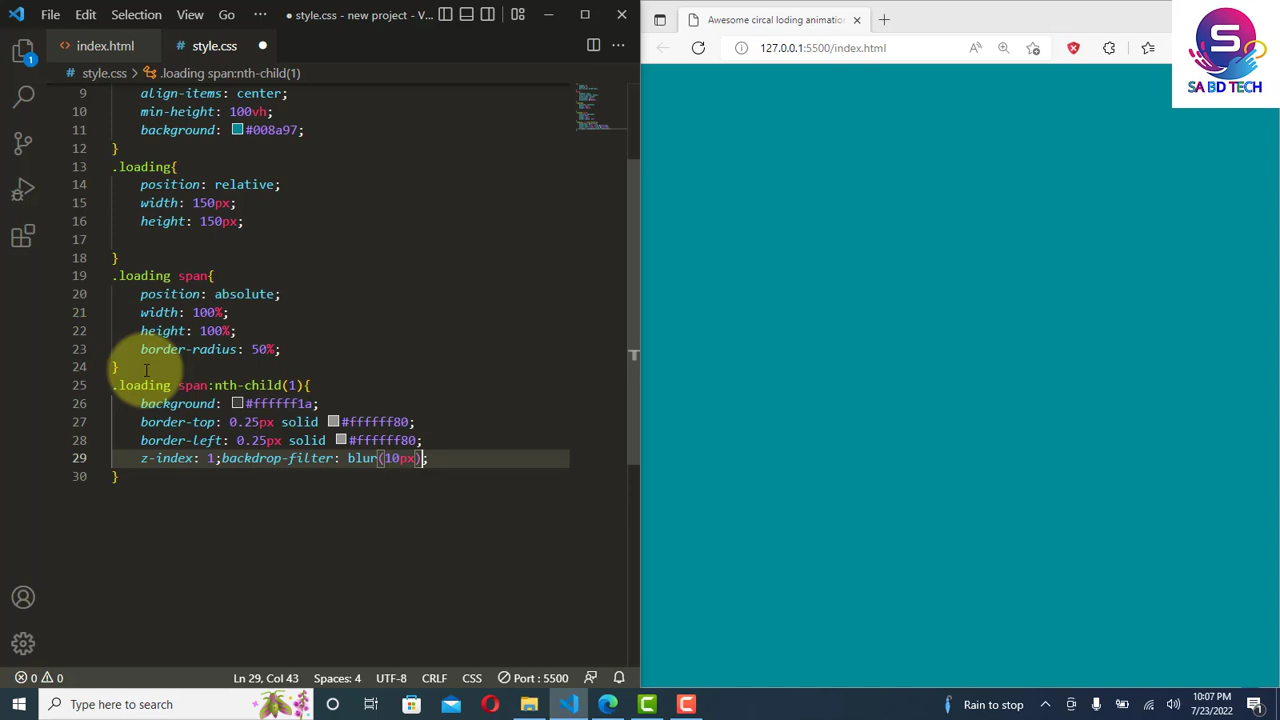 File Edit Selection ••• ● style.css - new project - V...
index.html style.css ●
style.css > .loading span:nth-child(1)
9 align-items: center;
10 min-height: 100vh;
11 background: #008a97;
12 }
13 .loading{
14 position: relative;
15 width: 150px;
16 height: 150px;
17
18 }
19 .loading span{
20 position: absolute;
21 width: 100%;
22 height: 100%;
23 border-radius: 50%;
24 }
25 .loading span:nth-child(1){
26 background: #ffffff1a;
27 border-top: 0.25px solid #ffffff80;
28 border-left: 0.25px solid #ffffff80;
29 z-index: 1;backdrop-filter: blur(10px);
30 }
1
0 0 Ln 29, Col 43 Spaces: 4 UTF-8 CRLF CSS Port : 5500
Awesome circal loding animation
127.0.0.1:5500/index.html
S
SA BD TECH
Type here to search
Rain to stop
10:07 PM
7/23/2022
1